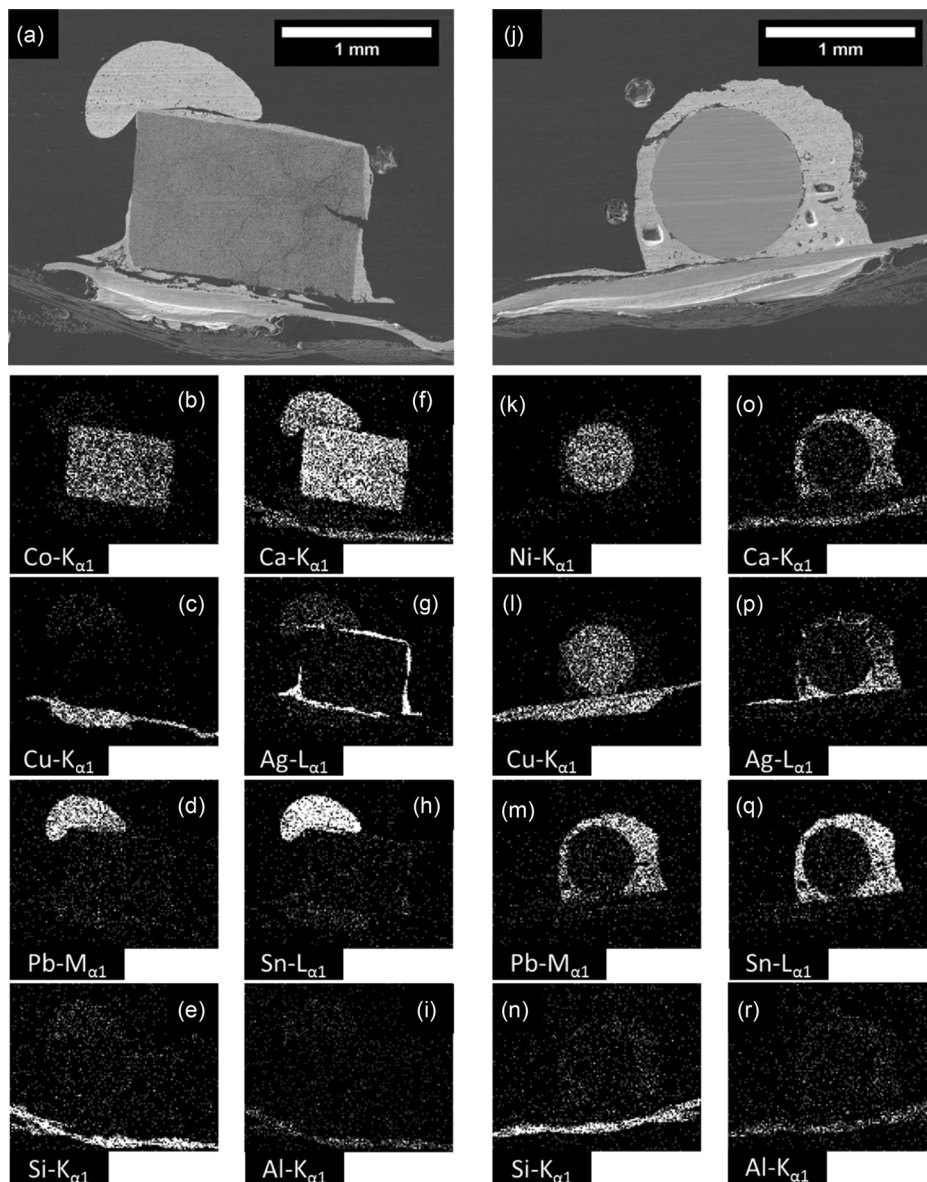 (a)
1 mm
(j)
1 mm
(b)
Co-Kα1
(f)
Ca-Kα1
(k)
Ni-Kα1
(o)
Ca-Kα1
(c)
Cu-Kα1
(g)
Ag-Lα1
(l)
Cu-Kα1
(p)
Ag-Lα1
(d)
Pb-Mα1
(h)
Sn-Lα1
(m)
Pb-Mα1
(q)
Sn-Lα1
(e)
Si-Kα1
(i)
Al-Kα1
(n)
Si-Kα1
(r)
Al-Kα1